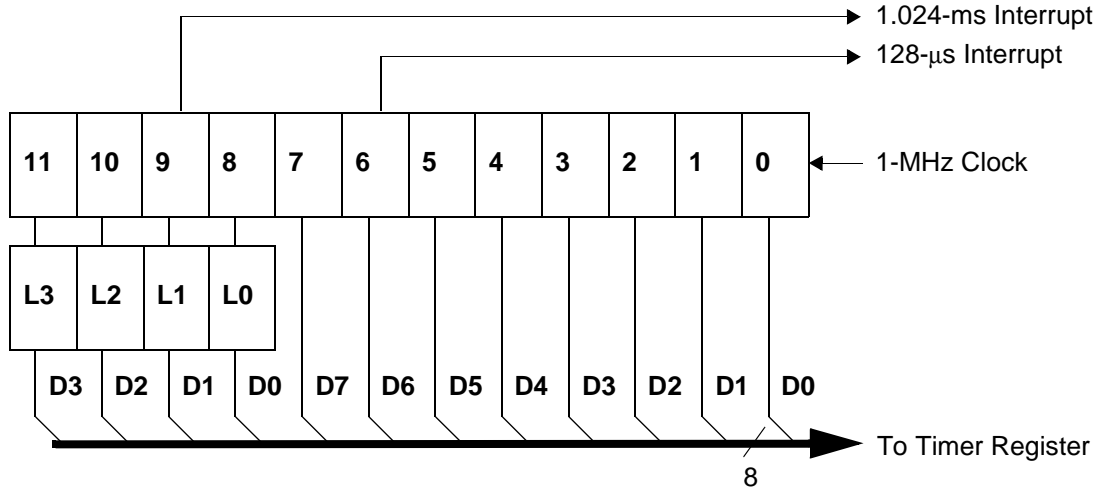 1.024-ms Interrupt
128-μs Interrupt
11 10 9 8 7 6 5 4 3 2 1 0
1-MHz Clock
L3 L2 L1 L0
D3 D2 D1 D0 D7 D6 D5 D4 D3 D2 D1 D0
To Timer Register
8